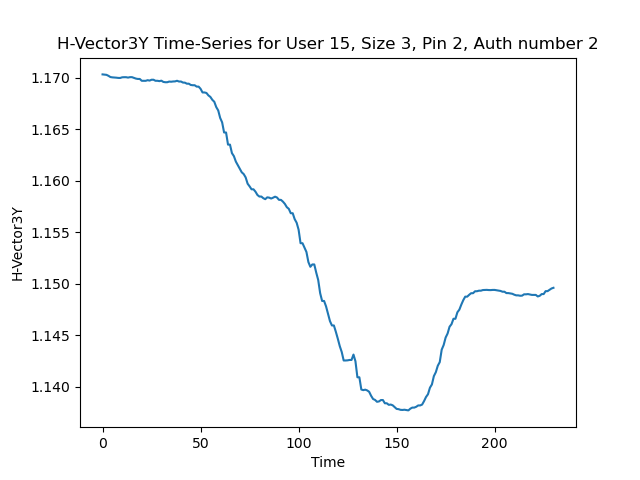 H-Vector3Y Time-Series for User 15, Size 3, Pin 2, Auth number 2
1.170
1.165
1.160
1.155
1.150
1.145
1.140
H-Vector3Y
0 50 100 150 200
Time